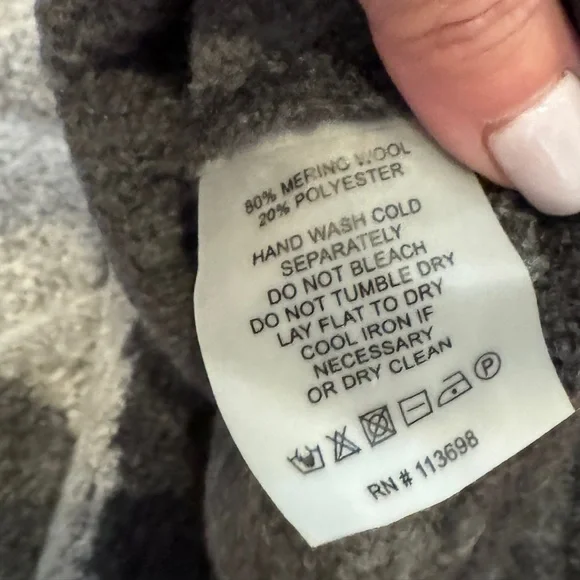 80% MERINO WOOL
20% POLYESTER
HAND WASH COLD
SEPARATELY
DO NOT BLEACH
DO NOT TUMBLE DRY
LAY FLAT TO DRY
COOL IRON IF
NECESSARY
OR DRY CLEAN
P
RN # 113698